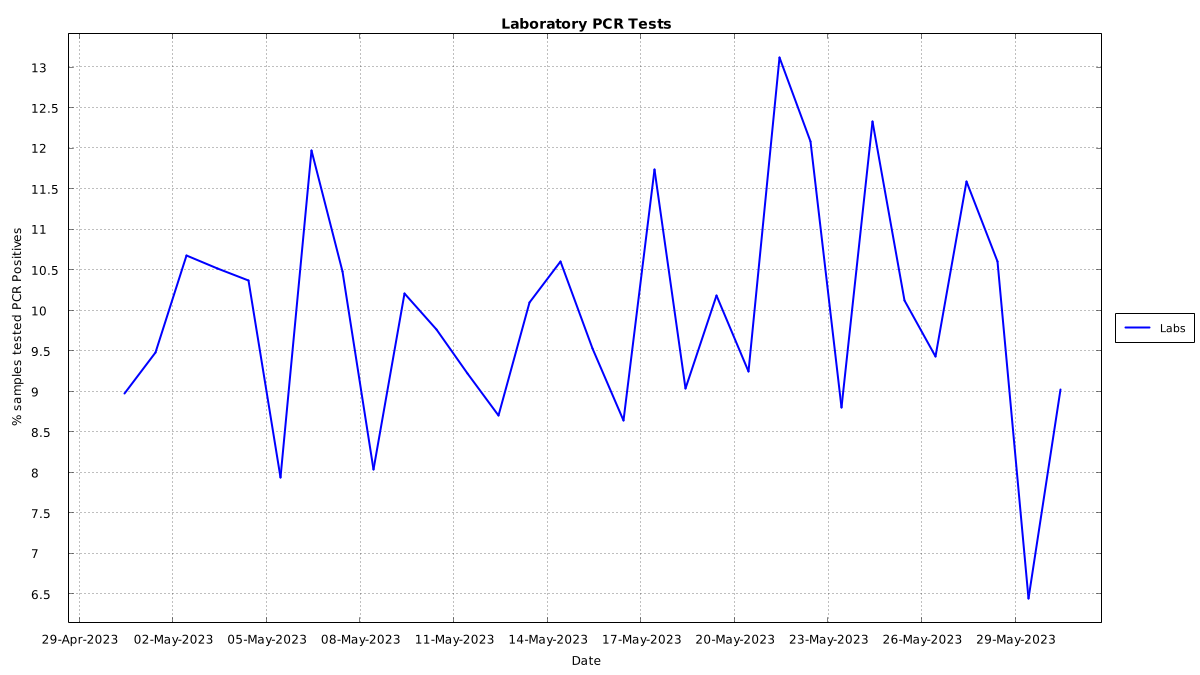 Laboratory PCR Tests
% samples tested PCR Positives
13
12.5
12
11.5
11
10.5
10
9.5
9
8.5
8
7.5
7
6.5
29-Apr-2023 02-May-2023 05-May-2023 08-May-2023 11-May-2023 14-May-2023 17-May-2023 20-May-2023 23-May-2023 26-May-2023 29-May-2023
Date
Labs